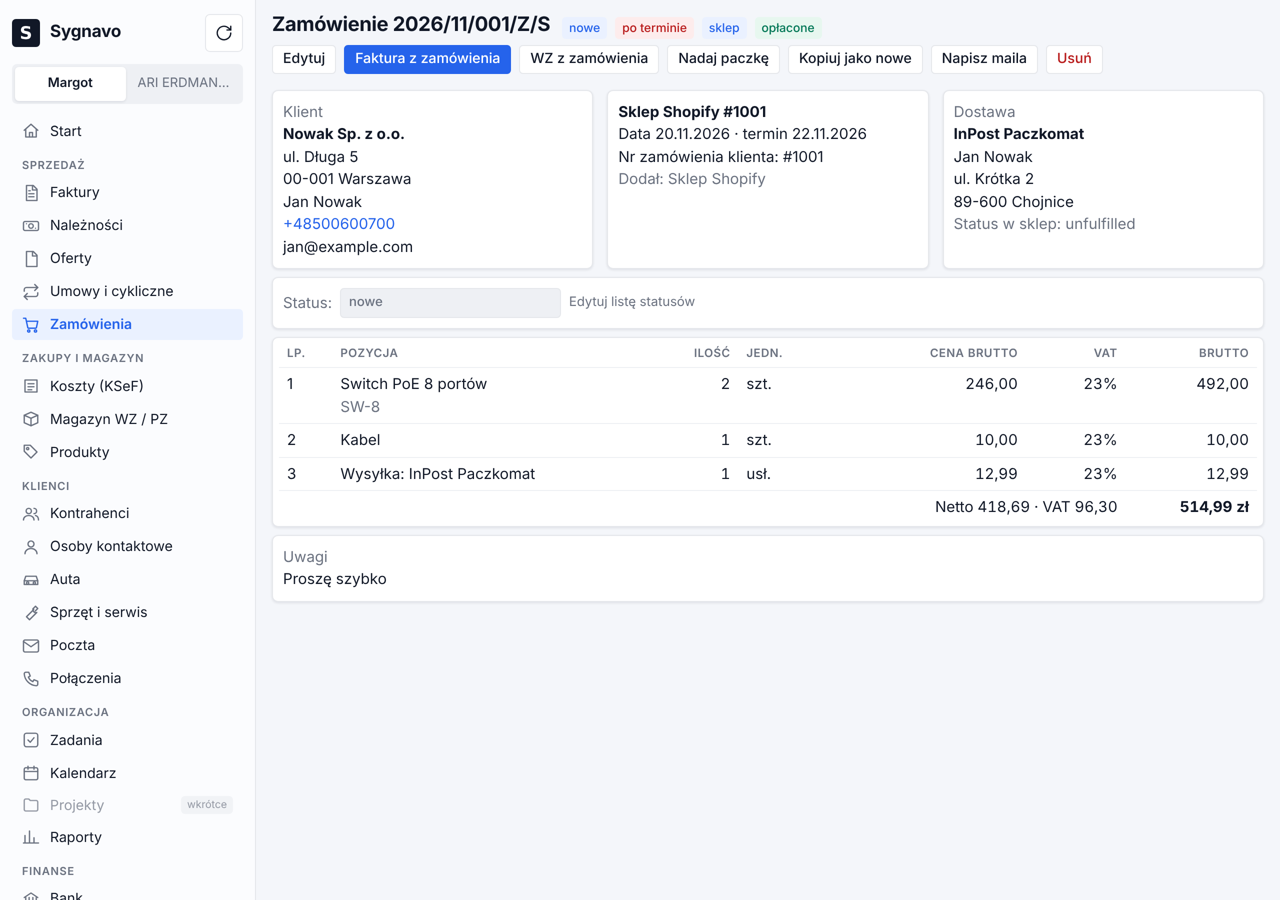 S Sygnavo
Margot ARI ERDMAN...
Start
SPRZEDAŻ
Faktury
Należności
Oferty
Umowy i cykliczne
Zamówienia
ZAKUPY I MAGAZYN
Koszty (KSeF)
Magazyn WZ / PZ
Produkty
KLIENCI
Kontrahenci
Osoby kontaktowe
Auta
Sprzęt i serwis
Poczta
Połączenia
ORGANIZACJA
Zadania
Kalendarz
Projekty wkrótce
Raporty
FINANSE
Bank
Zamówienie 2026/11/001/Z/S nowe po terminie sklep opłacone
Edytuj Faktura z zamówienia WZ z zamówienia Nadaj paczkę Kopiuj jako nowe Napisz maila Usuń
Klient
Nowak Sp. z o.o.
ul. Długa 5
00-001 Warszawa
Jan Nowak
+48500600700
jan@example.com
Sklep Shopify #1001
Data 20.11.2026 · termin 22.11.2026
Nr zamówienia klienta: #1001
Dodał: Sklep Shopify
Dostawa
InPost Paczkomat
Jan Nowak
ul. Krótka 2
89-600 Chojnice
Status w sklep: unfulfilled
Status: nowe Edytuj listę statusów
LP. POZYCJA ILOŚĆ JEDN. CENA BRUTTO VAT BRUTTO
1 Switch PoE 8 portów 2 szt. 246,00 23% 492,00
SW-8
2 Kabel 1 szt. 10,00 23% 10,00
3 Wysyłka: InPost Paczkomat 1 usł. 12,99 23% 12,99
Netto 418,69 · VAT 96,30 514,99 zł
Uwagi
Proszę szybko